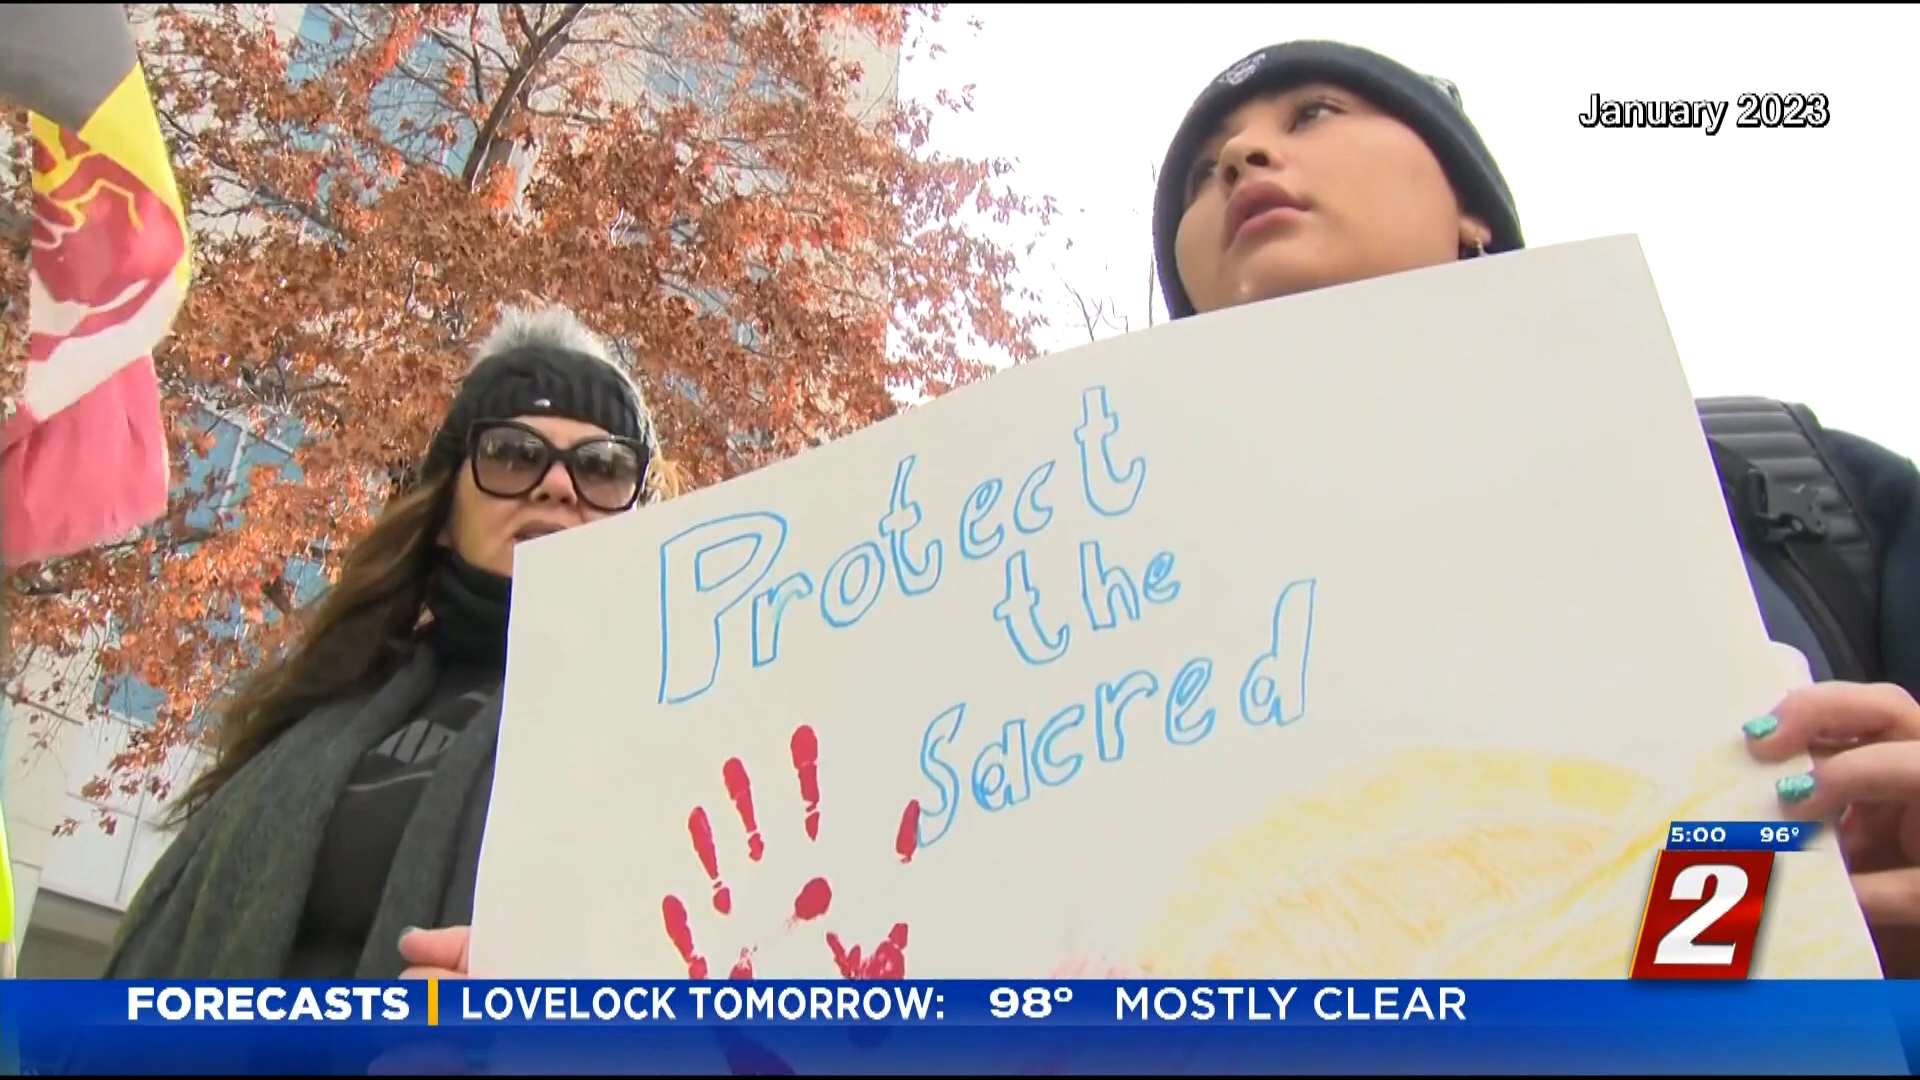 January 2023
Protect
the
Sacred
5:00 96°
2
FORECASTS LOVELOCK TOMORROW: 98° MOSTLY CLEAR